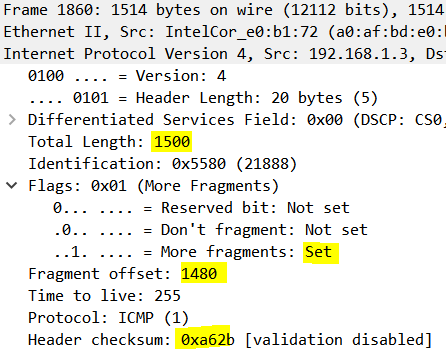 Frame 1860: 1514 bytes on wire (12112 bits), 1514
Ethernet II, Src: IntelCor_e0:b1:72 (a0:af:bd:e0:b
Internet Protocol Version 4, Src: 192.168.1.3, Dst
0100 .... = Version: 4
.... 0101 = Header Length: 20 bytes (5)
Differentiated Services Field: 0x00 (DSCP: CS0,
Total Length: 1500
Identification: 0x5580 (21888)
Flags: 0x01 (More Fragments)
0... .... = Reserved bit: Not set
.0.. .... = Don't fragment: Not set
..1. .... = More fragments: Set
Fragment offset: 1480
Time to live: 255
Protocol: ICMP (1)
Header checksum: 0xa62b [validation disabled]